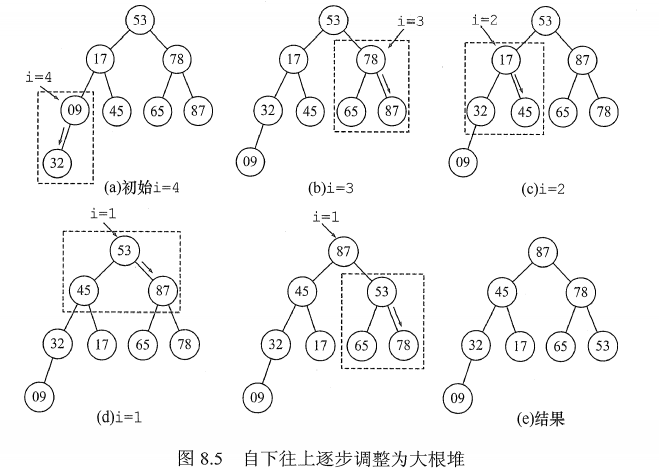 53
17 78
i=4
09 45 65 87
32
(a)初始i=4
53
i=3
17 78
32 45 65 87
09
(b)i=3
i=2
53
17 87
32 45 65 78
09
(c)i=2
i=1
53
45 87
32 17 65 78
09
(d)i=1
i=1
87
45 53
32 17 65 78
09
87
45 78
32 17 65 53
09
(e)结果
图 8.5 自下往上逐步调整为大根堆